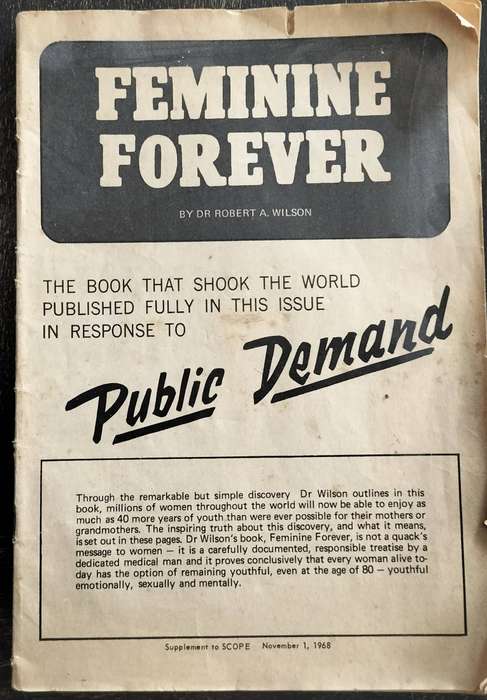 FEMININE
FOREVER
BY DR ROBERT A. WILSON
THE BOOK THAT SHOOK THE WORLD
PUBLISHED FULLY IN THIS ISSUE
IN RESPONSE TO
Public Demand
Through the remarkable but simple discovery Dr Wilson outlines in this
book, millions of women throughout the world will now be able to enjoy as
much as 40 more years of youth than were ever possible for their mothers or
grandmothers. The inspiring truth about this discovery, and what it means,
is set out in these pages. Dr Wilson's book, Feminine Forever, is not a quack's
message to women — it is a carefully documented, responsible treatise by a
dedicated medical man and it proves conclusively that every woman alive to-
day has the option of remaining youthful, even at the age of 80 — youthful
emotionally, sexually and mentally.
Supplement to SCOPE November 1, 1968